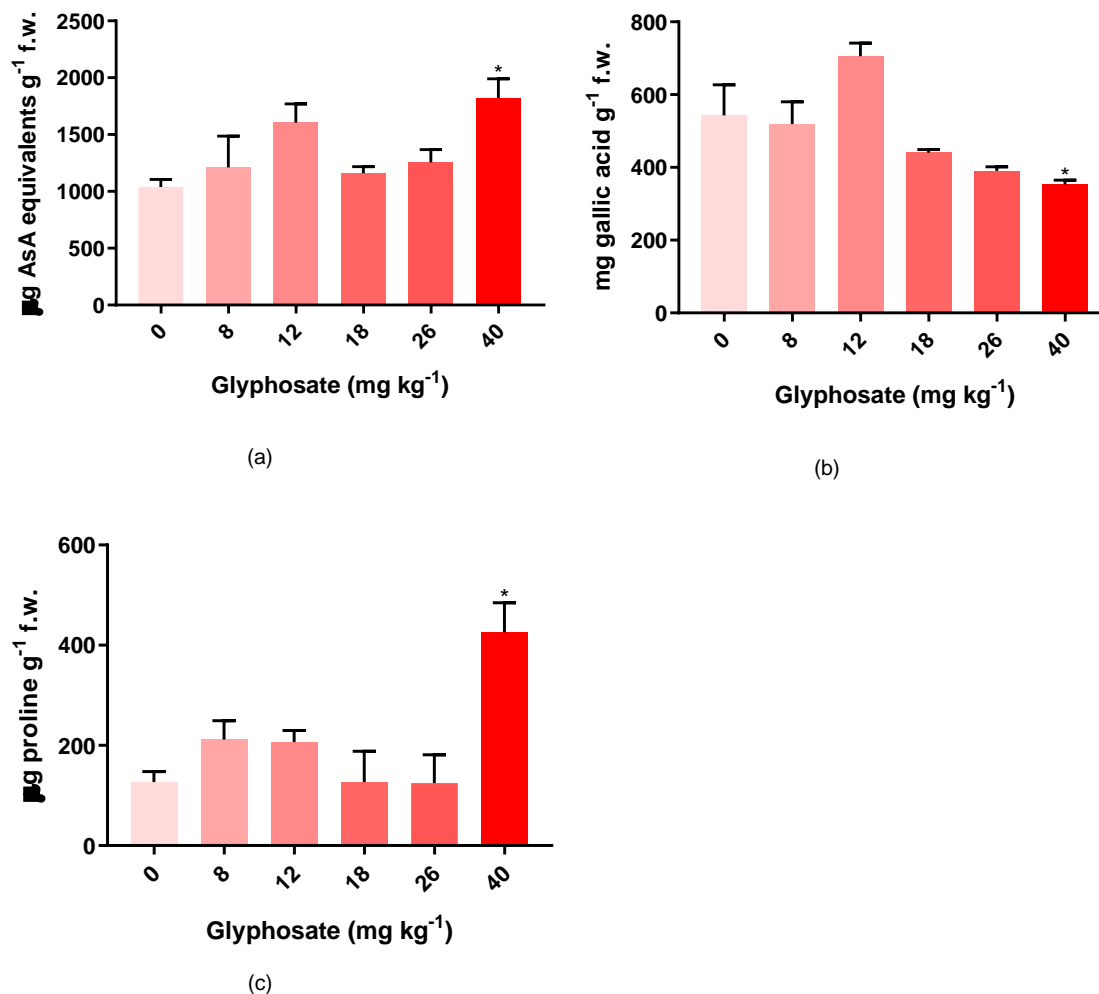 2500
2000
1500
1000
500
0
g AsA equivalents g⁻¹ f.w.
*
0 8 12 18 26 40
Glyphosate (mg kg⁻¹)
(a)
800
600
400
200
0
mg gallic acid g⁻¹ f.w.
*
0 8 12 18 26 40
Glyphosate (mg kg⁻¹)
(b)
600
400
200
0
g proline g⁻¹ f.w.
*
0 8 12 18 26 40
Glyphosate (mg kg⁻¹)
(c)